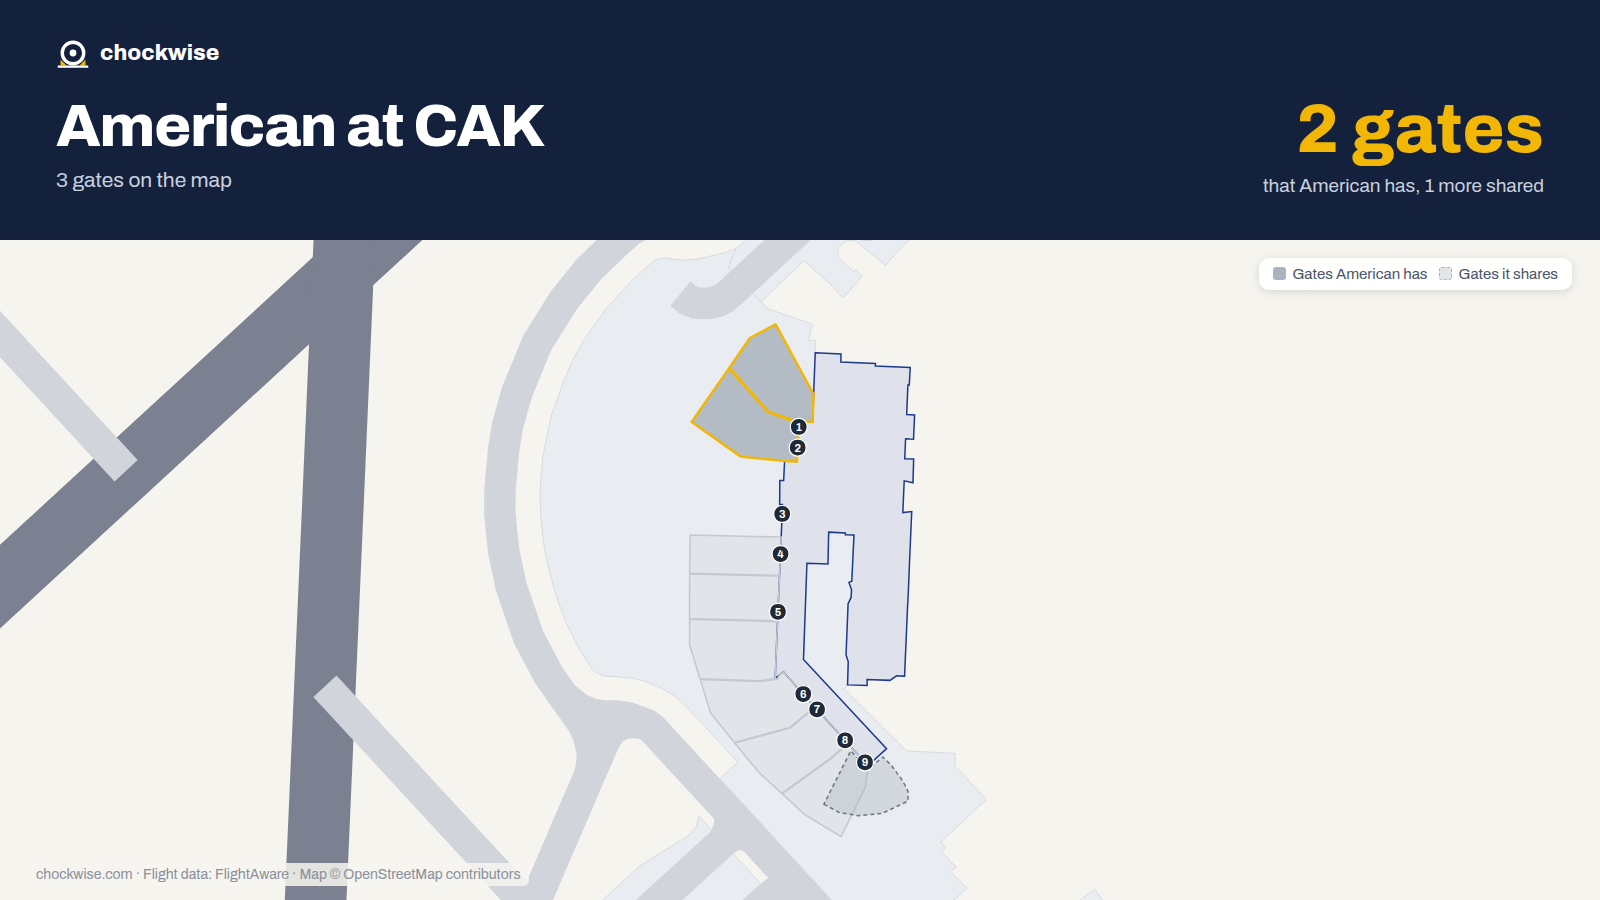 chockwise
American at CAK
3 gates on the map
2 gates
that American has, 1 more shared
Gates American has
Gates it shares
1
2
3
4
5
6
7
8
9
chockwise.com · Flight data: FlightAware · Map © OpenStreetMap contributors